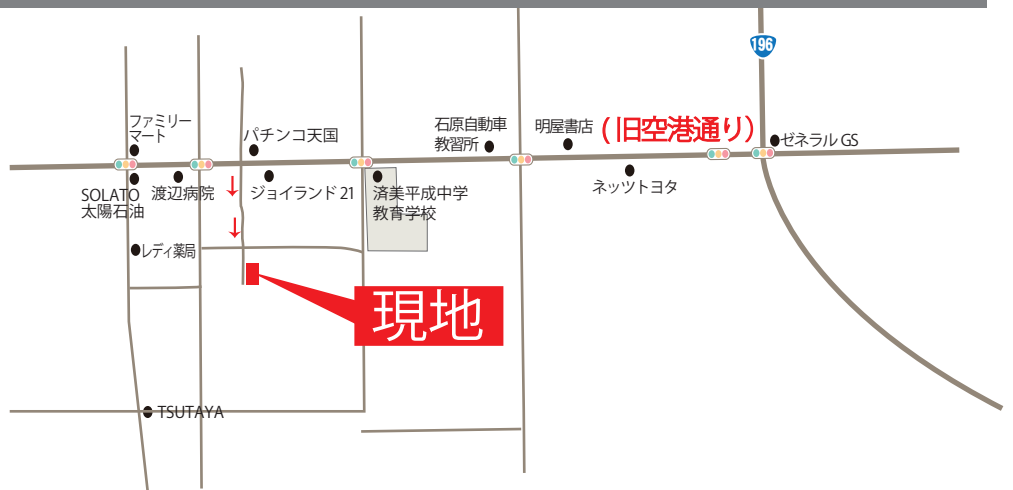 196
ファミリー
マート
パチンコ天国
石原自動車
教習所
明屋書店
(旧空港通り)
ゼネラル GS
SOLATO
太陽石油
渡辺病院
ジョイランド 21
済美平成中学
教育学校
ネッツトヨタ
レディ薬局
現地
TSUTAYA